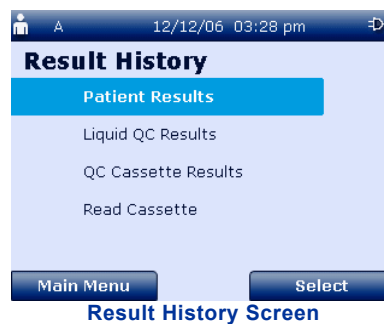 A 12/12/06 03:28 pm
Result History
Patient Results
Liquid QC Results
QC Cassette Results
Read Cassette
Main Menu Select
Result History Screen